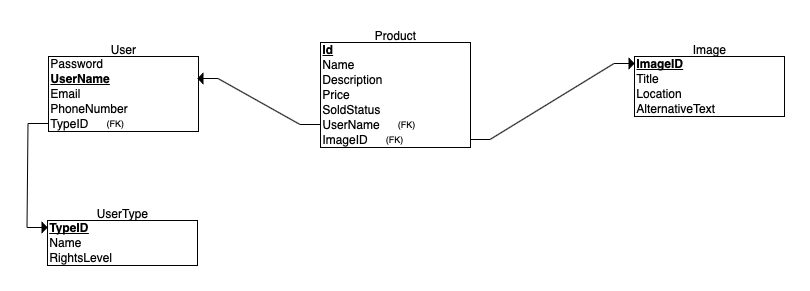 User
Password
UserName
Email
PhoneNumber
TypeID (FK)
Product
Id
Name
Description
Price
SoldStatus
UserName (FK)
ImageID (FK)
Image
ImageID
Title
Location
AlternativeText
UserType
TypeID
Name
RightsLevel